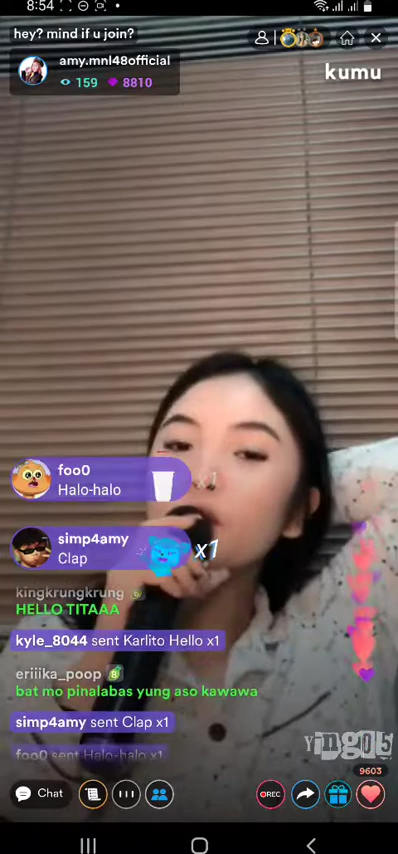 8:54
hey? mind if u join?
amy.mnl48official
159 8810
kumu
foo0
Halo-halo
x1
simp4amy
Clap
x1
kingkrungkrung
HELLO TITAAA
kyle_8044 sent Karlito Hello x1
eriiika_poop
bat mo pinalabas yung aso kawawa
simp4amy sent Clap x1
foo0 sent Halo-halo x1
Ying05
9603
Chat
REC